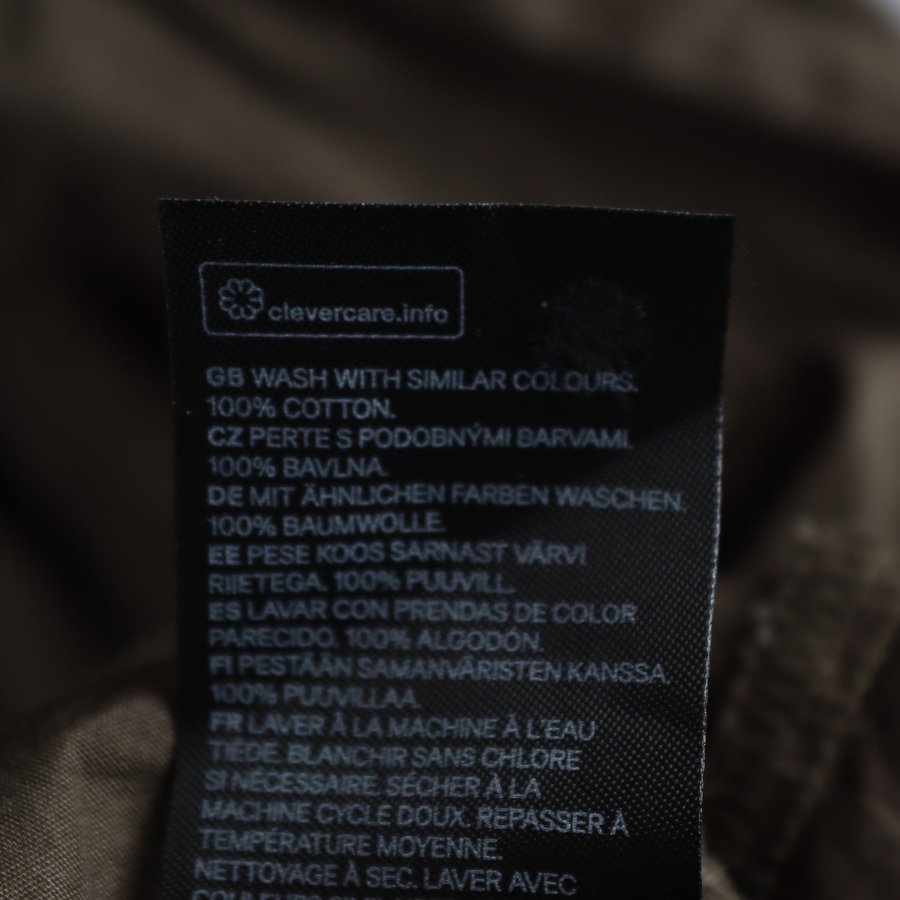 clevercare.info
GB WASH WITH SIMILAR COLOURS.
100% COTTON.
CZ PERTE S PODOBNÝMI BARVAMI.
100% BAVLNA.
DE MIT ÄHNLICHEN FARBEN WASCHEN.
100% BAUMWOLLE.
EE PESE KOOS SARNAST VÄRVI
RIIETEGA. 100% PUUVILL.
ES LAVAR CON PRENDAS DE COLOR
PARECIDO. 100% ALGODÓN.
FI PESTÄÄN SAMANVÄRISTEN KANSSA.
100% PUUVILLAA.
FR LAVER À LA MACHINE À L'EAU
TIÈDE. BLANCHIR SANS CHLORE
SI NÉCESSAIRE. SÉCHER À LA
MACHINE CYCLE DOUX. REPASSER À
TEMPÉRATURE MOYENNE.
NETTOYAGE À SEC. LAVER AVEC